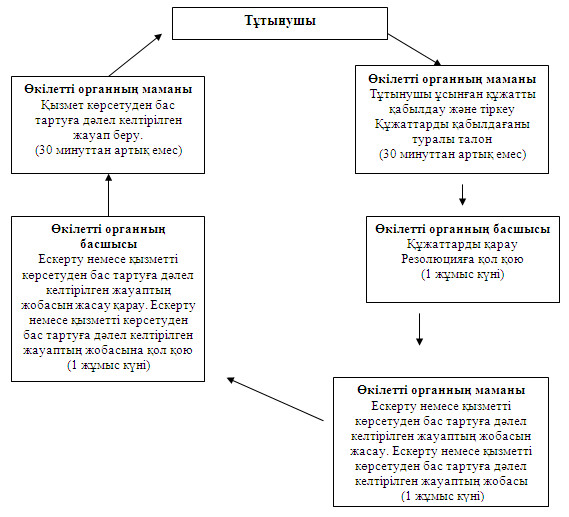 Тұтынушы
Өкілетті органның маманы
Тұтынушы ұсынған құжатты
қабылдау және тіркеу
Құжаттарды қабылдағаны
туралы талон
(30 минуттан артық емес)
Өкілетті органның басшысы
Құжаттарды қарау
Резолюцияға қол қою
(1 жұмыс күні)
Өкілетті органның маманы
Ескерту немесе қызметті
көрсетуден бас тартуға дәлел
келтірілген жауаптың жобасын
жасау. Ескерту немесе қызметті
көрсетуден бас тартуға дәлел
келтірілген жауаптың жобасы
(1 жұмыс күні)
Өкілетті органның
басшысы
Ескерту немесе қызметті
көрсетуден бас тартуға дәлел
келтірілген жауаптың
жобасын жасау қарау. Ескерту
немесе қызметті көрсетуден
бас тартуға дәлел келтірілген
жауаптың жобасына қол қою
(1 жұмыс күні)
Өкілетті органның маманы
Қызмет көрсетуден бас
тартуға дәлел келтірілген
жауап беру.
(30 минуттан артық емес)